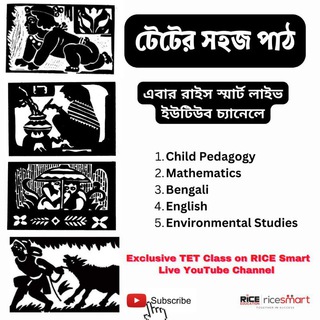 টেটের সহজ পাঠ
এবার রাইস স্মার্ট লাইভ
ইউটিউব চ্যানেলে
1. Child Pedagogy
2. Mathematics
3. Bengali
4. English
5. Environmental Studies
Exclusive TET Class on RICE Smart
Live YouTube Channel
Subscribe
RICE ricesmart
EDUCATION